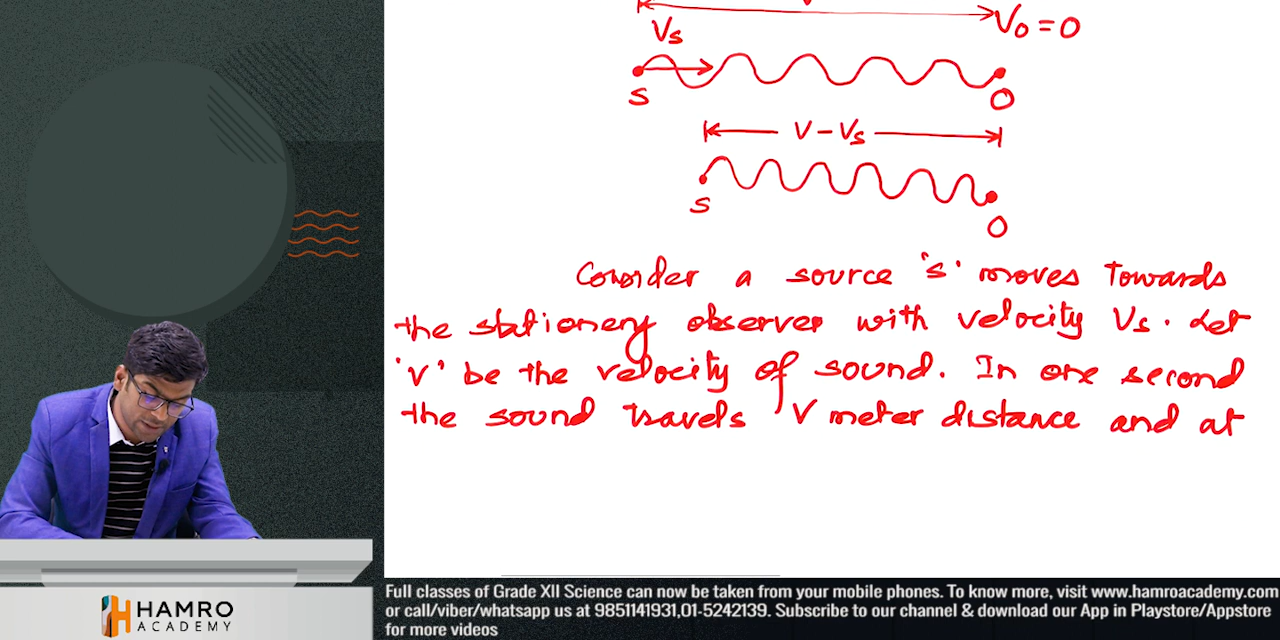 Vs
V₀ = 0
S
O
V - Vs
S
O
Consider a source 's' moves towards
the stationery observer with velocity Vs. Let
'v' be the velocity of sound. In one second
the sound travels V meter distance and at
HAMRO
ACADEMY
Full classes of Grade XII Science can now be taken from your mobile phones. To know more, visit www.hamroacademy.com
or call/viber/whatsapp us at 9851141931,01-5242139. Subscribe to our channel & download our App in Playstore/Appstore
for more videos